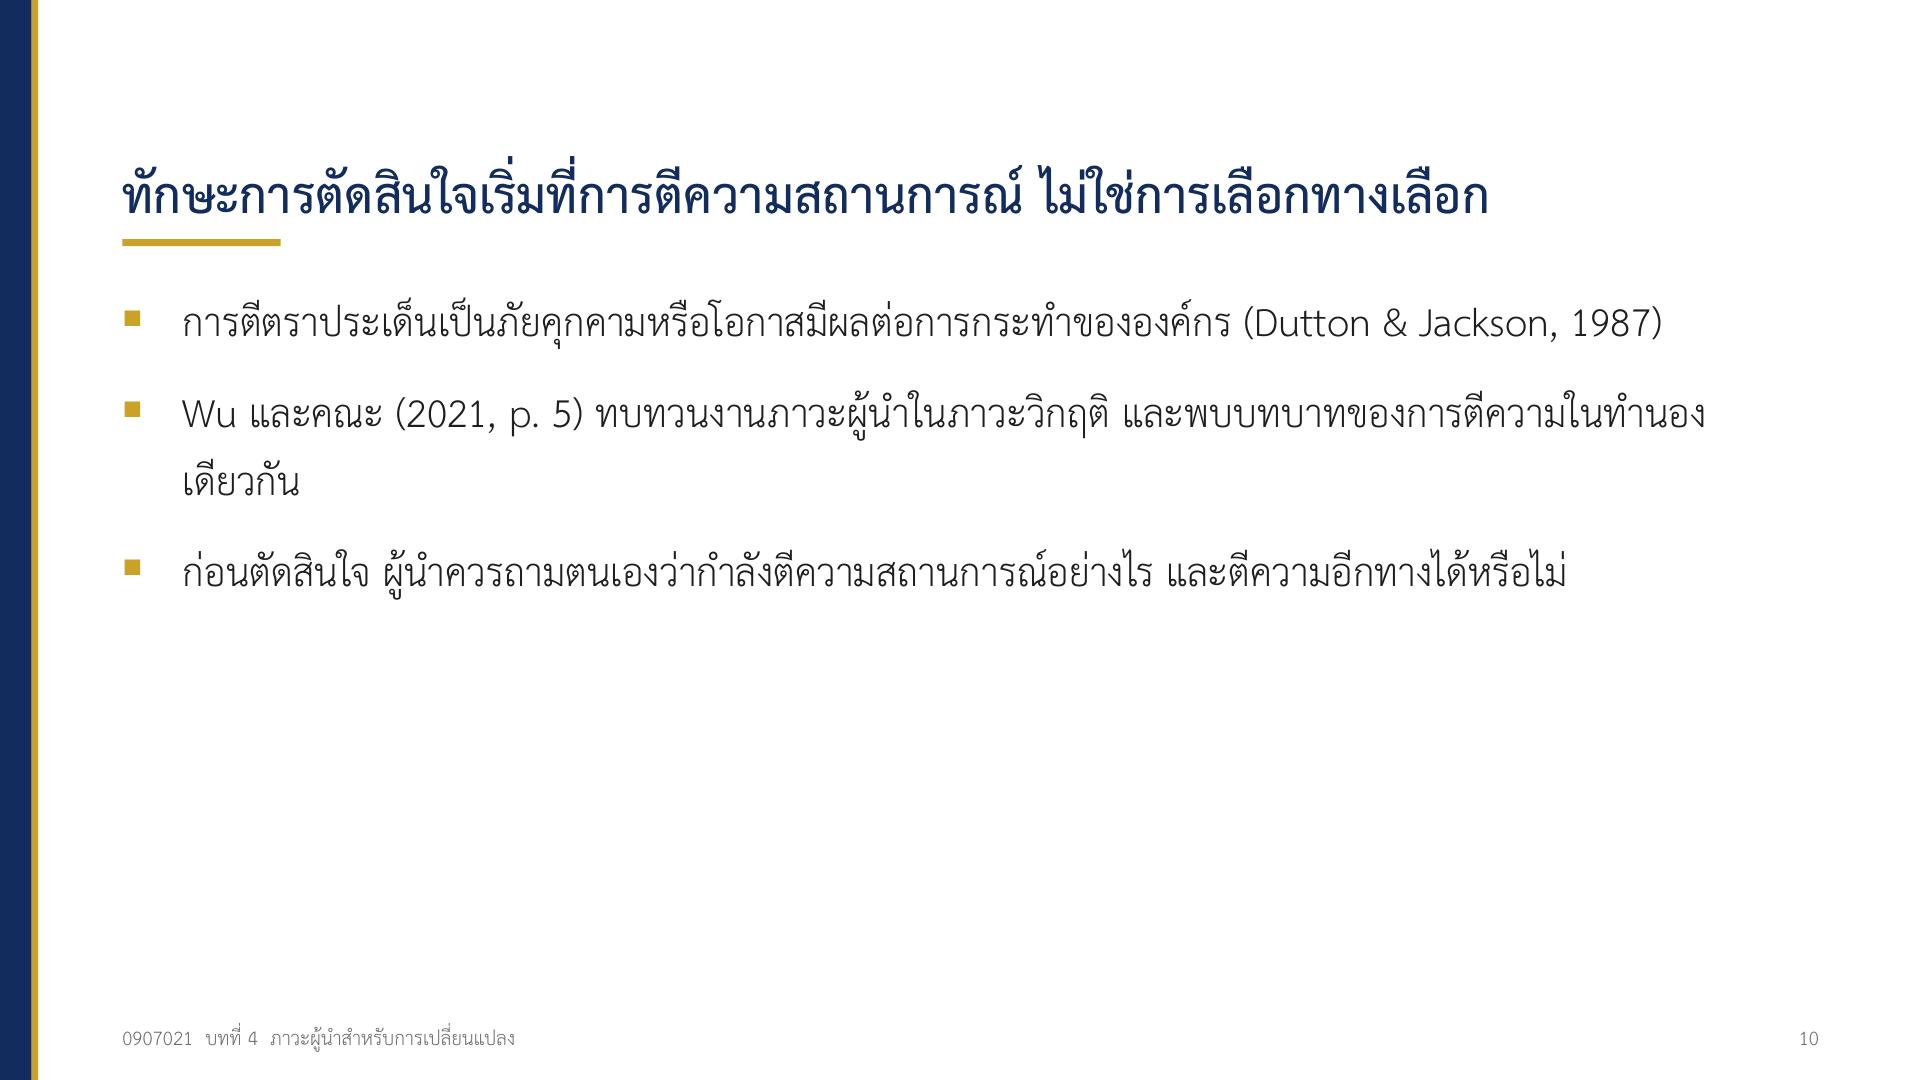 ทักษะการตัดสินใจเริ่มที่การตีความสถานการณ์ ไม่ใช่การเลือกทางเลือก
การตีตราประเด็นเป็นภัยคุกคามหรือโอกาสมีผลต่อการกระทำขององค์กร (Dutton & Jackson, 1987)
Wu และคณะ (2021, p. 5) ทบทวนงานภาวะผู้นำในภาวะวิกฤติ และพบบทบาทของการตีความในทำนอง
เดียวกัน
ก่อนตัดสินใจ ผู้นำควรถามตนเองว่ากำลังตีความสถานการณ์อย่างไร และตีความอีกทางได้หรือไม่
0907021 บทที่ 4 ภาวะผู้นำสำหรับการเปลี่ยนแปลง
10